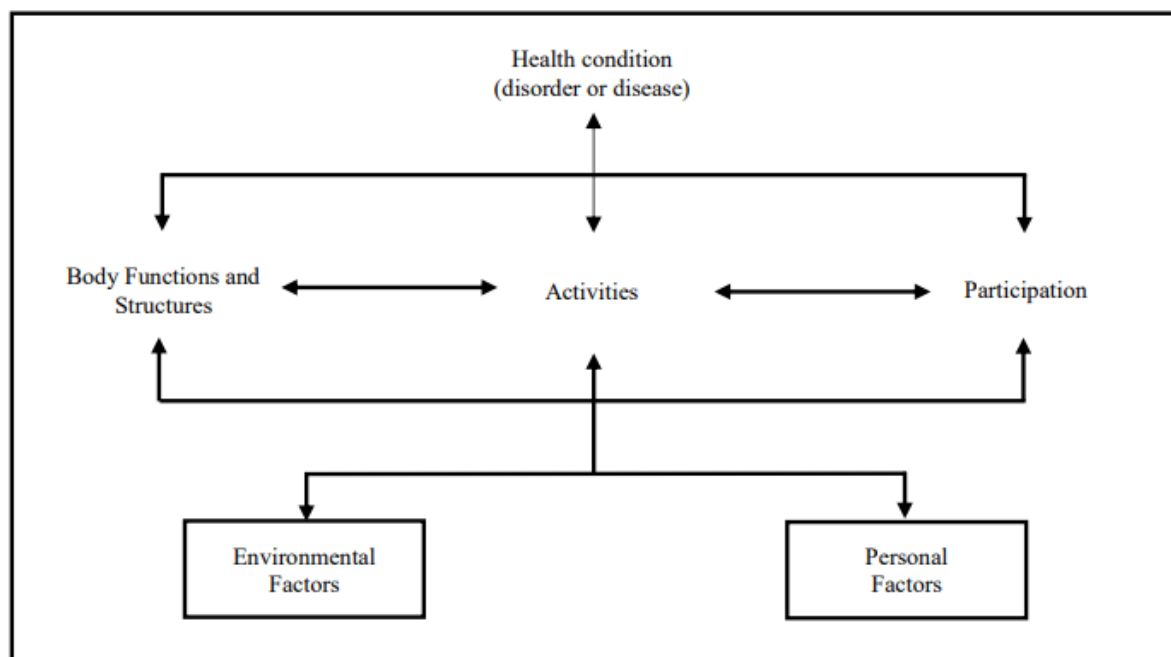 Health condition
(disorder or disease)
Body Functions and
Structures
Activities
Participation
Environmental
Factors
Personal
Factors